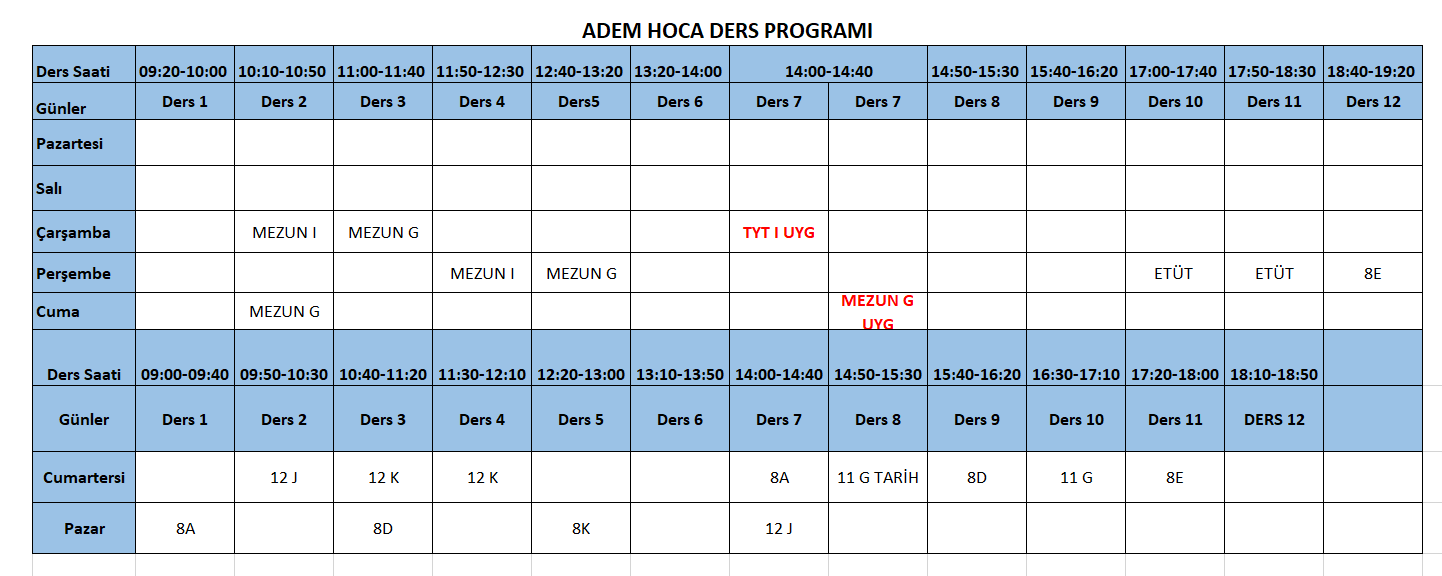 ADEM HOCA DERS PROGRAMI
Ders Saati 09:20-10:00 10:10-10:50 11:00-11:40 11:50-12:30 12:40-13:20 13:20-14:00 14:00-14:40 14:50-15:30 15:40-16:20 17:00-17:40 17:50-18:30 18:40-19:20
Günler Ders 1 Ders 2 Ders 3 Ders 4 Ders5 Ders 6 Ders 7 Ders 7 Ders 8 Ders 9 Ders 10 Ders 11 Ders 12
Pazartesi
Salı
Çarşamba MEZUN I MEZUN G TYT I UYG
Perşembe MEZUN I MEZUN G ETÜT ETÜT 8E
Cuma MEZUN G MEZUN G
UYG
Ders Saati 09:00-09:40 09:50-10:30 10:40-11:20 11:30-12:10 12:20-13:00 13:10-13:50 14:00-14:40 14:50-15:30 15:40-16:20 16:30-17:10 17:20-18:00 18:10-18:50
Günler Ders 1 Ders 2 Ders 3 Ders 4 Ders 5 Ders 6 Ders 7 Ders 8 Ders 9 Ders 10 Ders 11 DERS 12
Cumartersi 12 J 12 K 12 K 8A 11 G TARİH 8D 11 G 8E
Pazar 8A 8D 8K 12 J